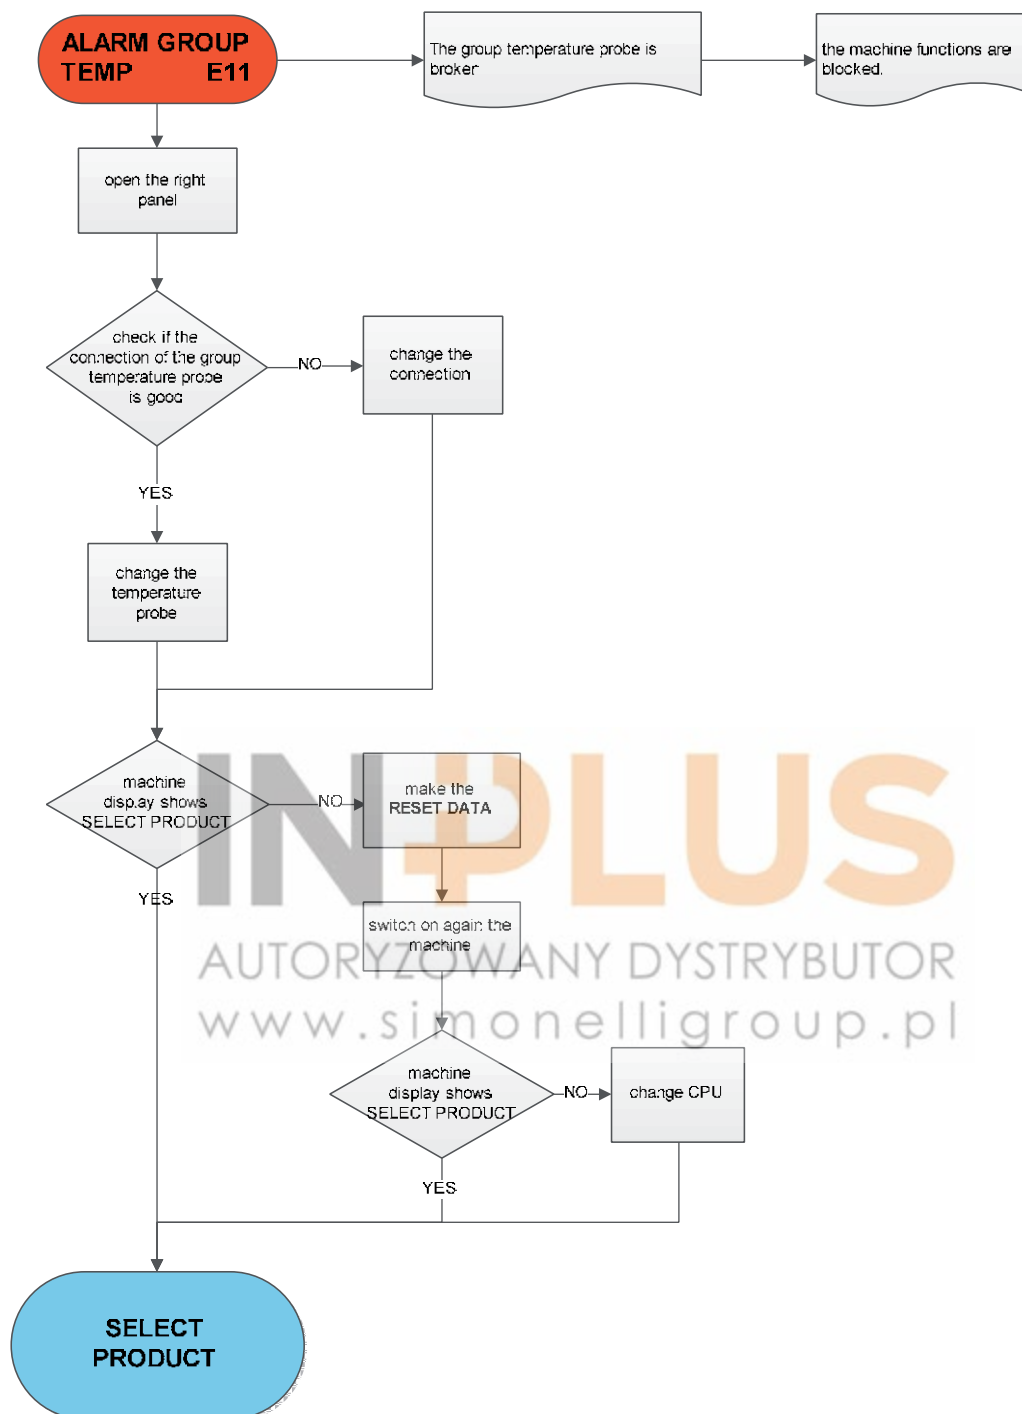 ALARM GROUP
TEMP E11
The group temperature probe is
broker
the machine functions are
blocked.
open the right
panel
check if the
connection of the group
temperature probe
is good
NO
change the
connection
YES
change the
temperature
probe
machine
display shows
SELECT PRODUCT
NO
make the
RESET DATA
YES
switch on again the
machine
machine
display shows
SELECT PRODUCT
NO
change CPU
YES
SELECT
PRODUCT
INPLUS
AUTORYZOWANY DYSTRYBUTOR
www.simonelligroup.pl